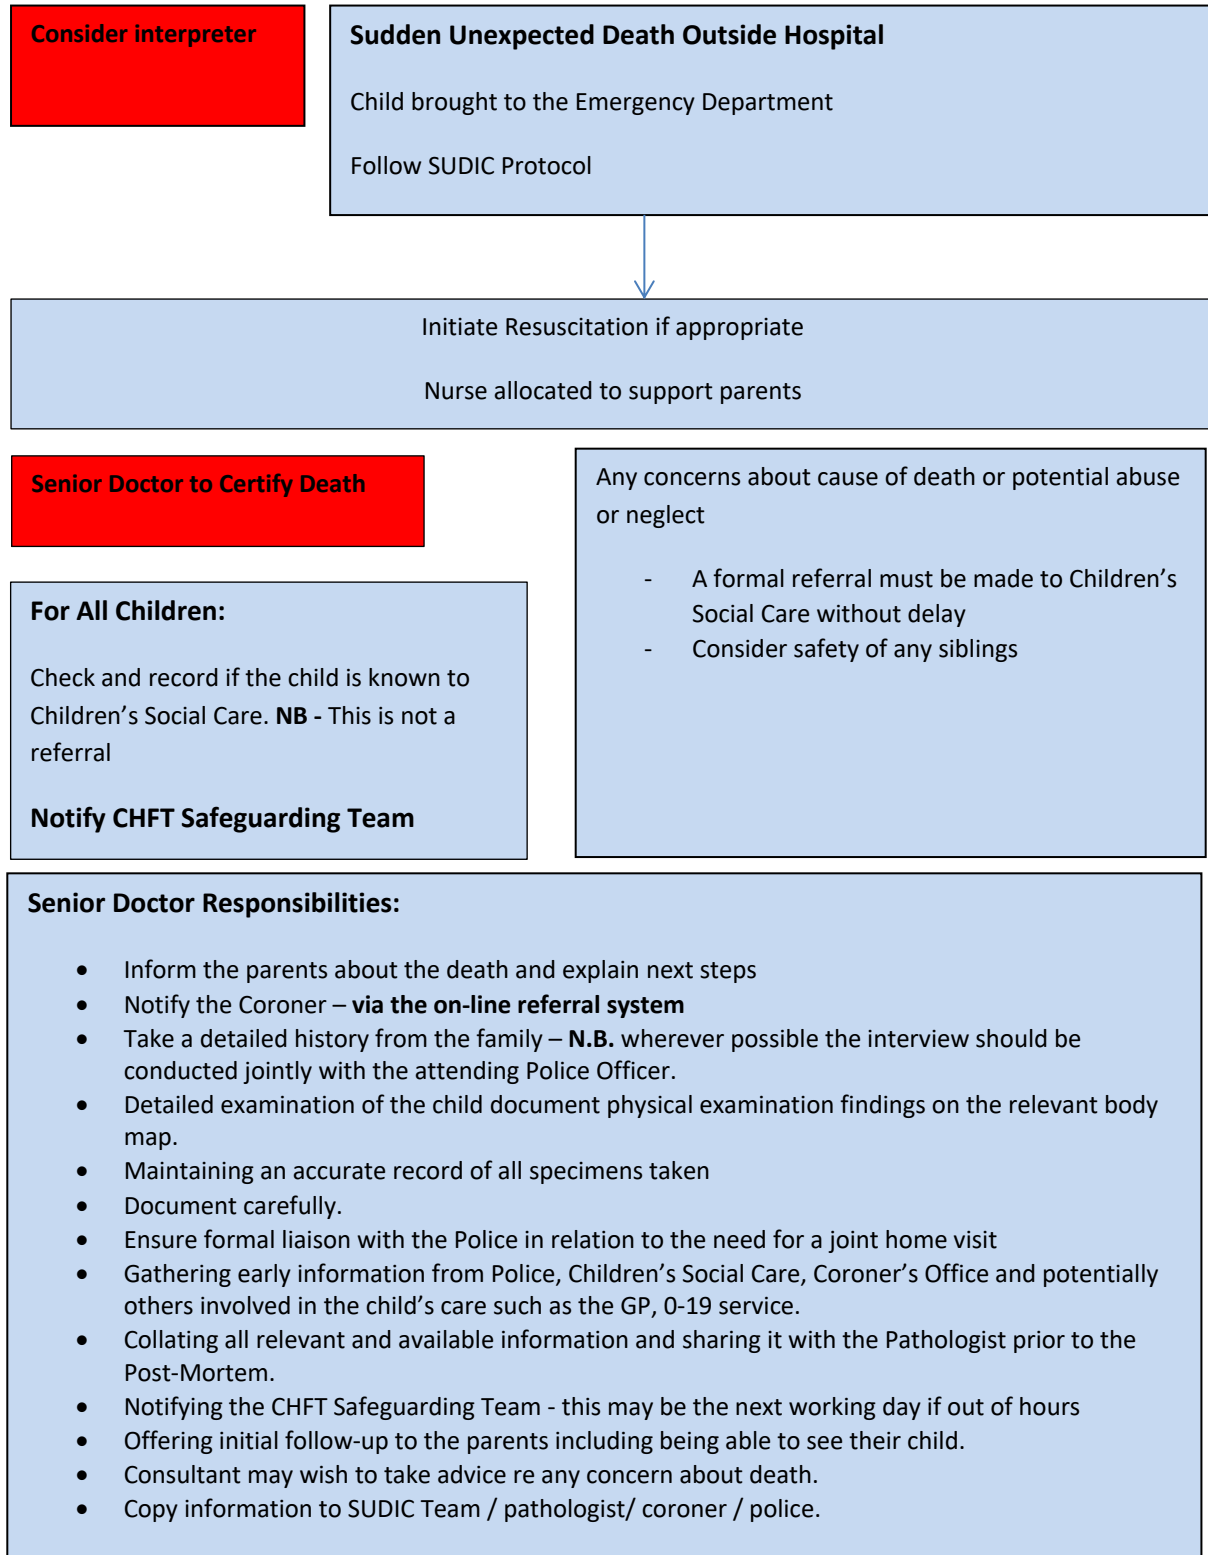 Consider interpreter
Sudden Unexpected Death Outside Hospital
Child brought to the Emergency Department
Follow SUDIC Protocol
Initiate Resuscitation if appropriate
Nurse allocated to support parents
Senior Doctor to Certify Death
Any concerns about cause of death or potential abuse
or neglect
- A formal referral must be made to Children’s
Social Care without delay
- Consider safety of any siblings
For All Children:
Check and record if the child is known to
Children’s Social Care. NB - This is not a
referral
Notify CHFT Safeguarding Team
Senior Doctor Responsibilities:
• Inform the parents about the death and explain next steps
• Notify the Coroner – via the on-line referral system
• Take a detailed history from the family – N.B. wherever possible the interview should be
conducted jointly with the attending Police Officer.
• Detailed examination of the child document physical examination findings on the relevant body
map.
• Maintaining an accurate record of all specimens taken
• Document carefully.
• Ensure formal liaison with the Police in relation to the need for a joint home visit
• Gathering early information from Police, Children’s Social Care, Coroner’s Office and potentially
others involved in the child’s care such as the GP, 0-19 service.
• Collating all relevant and available information and sharing it with the Pathologist prior to the
Post-Mortem.
• Notifying the CHFT Safeguarding Team - this may be the next working day if out of hours
• Offering initial follow-up to the parents including being able to see their child.
• Consultant may wish to take advice re any concern about death.
• Copy information to SUDIC Team / pathologist/ coroner / police.